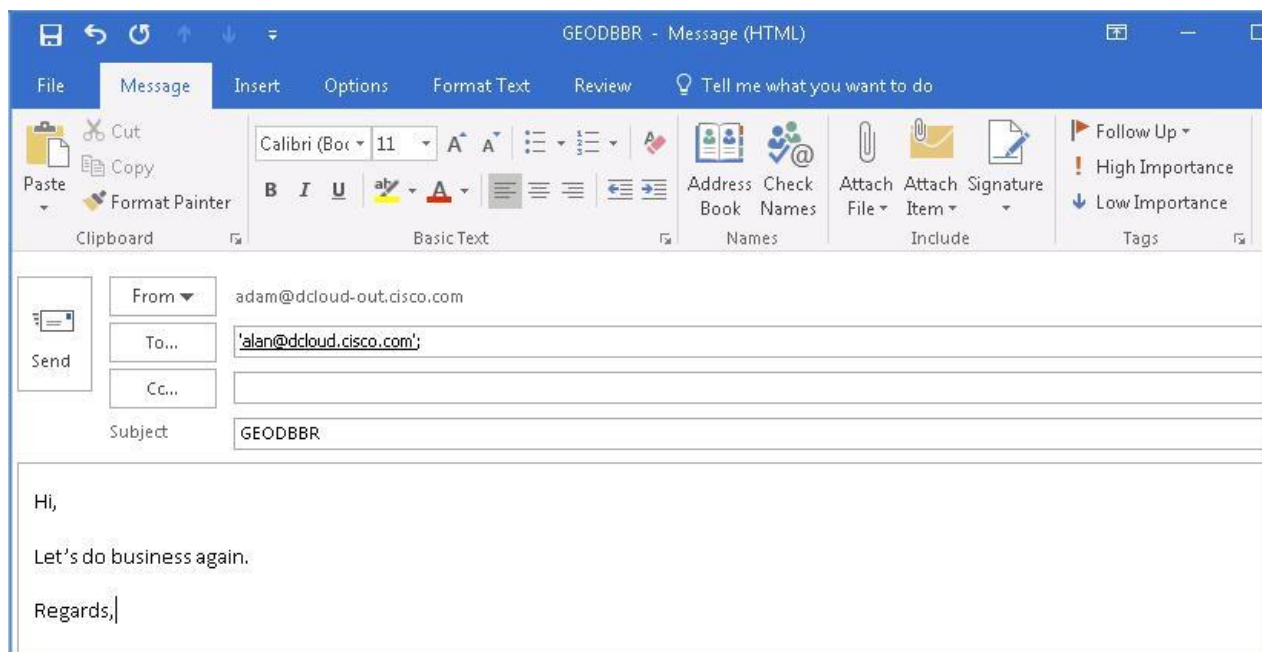 GEODBBR - Message (HTML)
File Message Insert Options Format Text Review Tell me what you want to do
Cut
Copy
Paste
Format Painter
Clipboard
Calibri (Boc 11 A A
B I U aby A
Basic Text
Address Book
Check Names
Names
Attach File
Attach Item
Signature
Include
Follow Up
High Importance
Low Importance
Tags
Send
From adam@dcloud-out.cisco.com
To... 'alan@dcloud.cisco.com';
Cc...
Subject GEODBBR
Hi,
Let's do business again.
Regards,